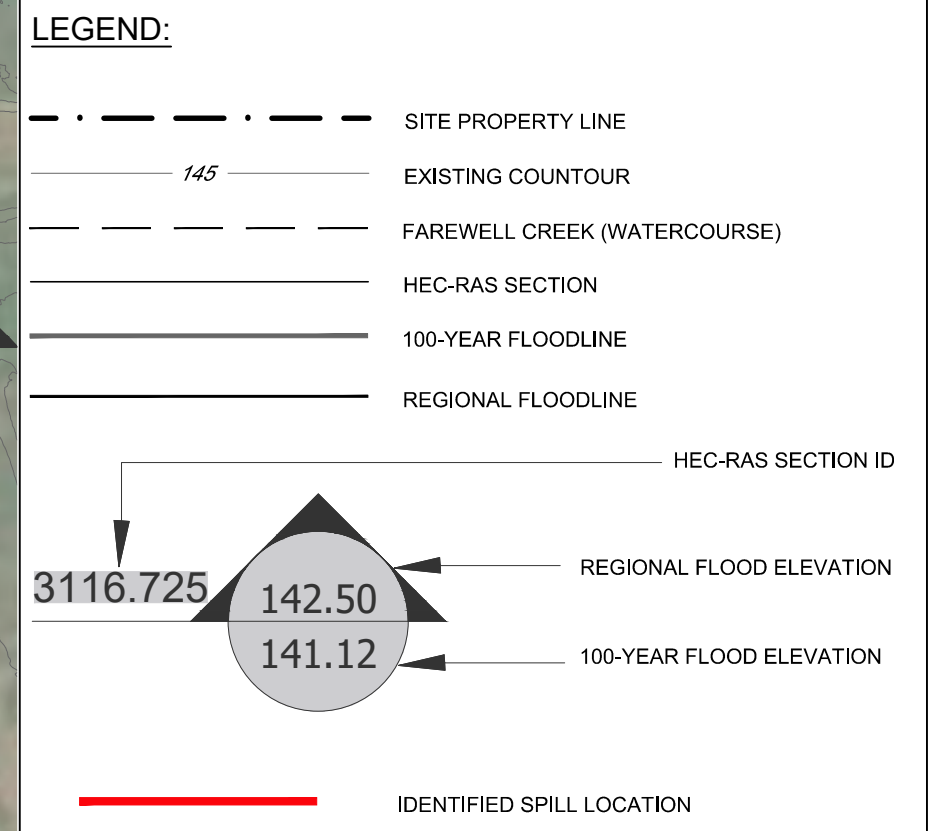 LEGEND:
SITE PROPERTY LINE
145
EXISTING COUNTOUR
FAREWELL CREEK (WATERCOURSE)
HEC-RAS SECTION
100-YEAR FLOODLINE
REGIONAL FLOODLINE
HEC-RAS SECTION ID
3116.725
142.50
REGIONAL FLOOD ELEVATION
141.12
100-YEAR FLOOD ELEVATION
IDENTIFIED SPILL LOCATION